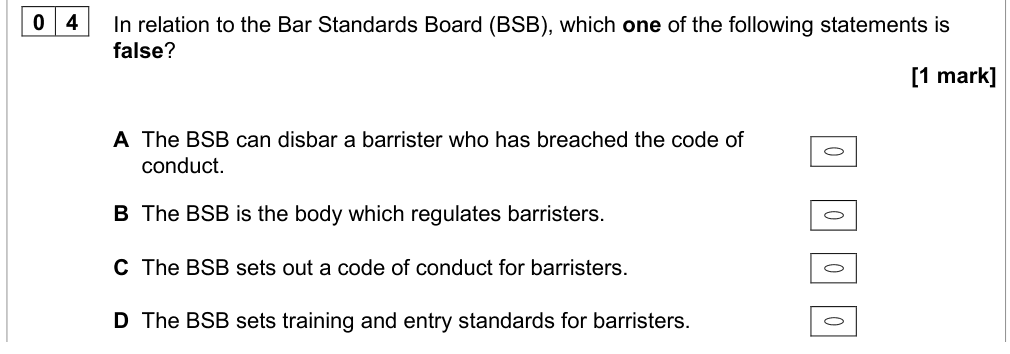 0 4 In relation to the Bar Standards Board (BSB), which one of the following statements is
false?
[1 mark]
A The BSB can disbar a barrister who has breached the code of
conduct.
B The BSB is the body which regulates barristers.
C The BSB sets out a code of conduct for barristers.
D The BSB sets training and entry standards for barristers.